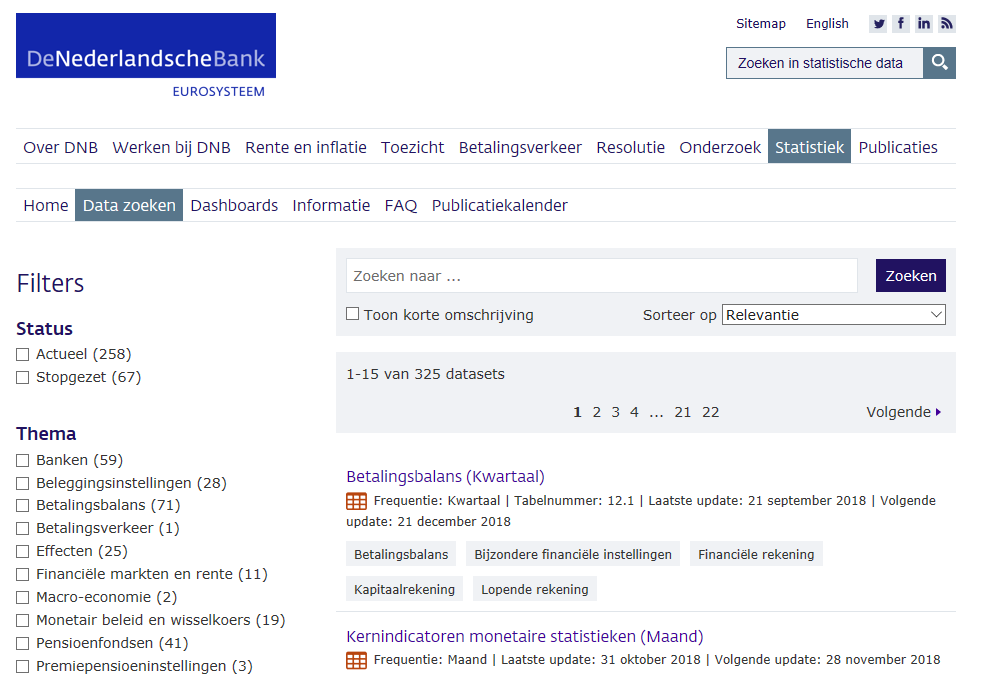 Sitemap English
DeNederlandscheBank
EUROSYSTEEM
Zoeken in statistische data
Over DNB Werken bij DNB Rente en inflatie Toezicht Betalingsverkeer Resolutie Onderzoek Statistiek Publicaties
Home Data zoeken Dashboards Informatie FAQ Publicatiekalender
Filters
Status
Actueel (258)
Stopgezet (67)
Thema
Banken (59)
Beleggingsinstellingen (28)
Betalingsbalans (71)
Betalingsverkeer (1)
Effecten (25)
Financiële markten en rente (11)
Macro-economie (2)
Monetair beleid en wisselkoers (19)
Pensioenfondsen (41)
Premiepensioeninstellingen (3)
Zoeken naar ... Zoeken
Toon korte omschrijving Sorteer op Relevantie
1-15 van 325 datasets
1 2 3 4 ... 21 22 Volgende
Betalingsbalans (Kwartaal)
Frequentie: Kwartaal | Tabelnummer: 12.1 | Laatste update: 21 september 2018 | Volgende
update: 21 december 2018
Betalingsbalans Bijzondere financiële instellingen Financiële rekening
Kapitaalrekening Lopende rekening
Kernindicatoren monetaire statistieken (Maand)
Frequentie: Maand | Laatste update: 31 oktober 2018 | Volgende update: 28 november 2018